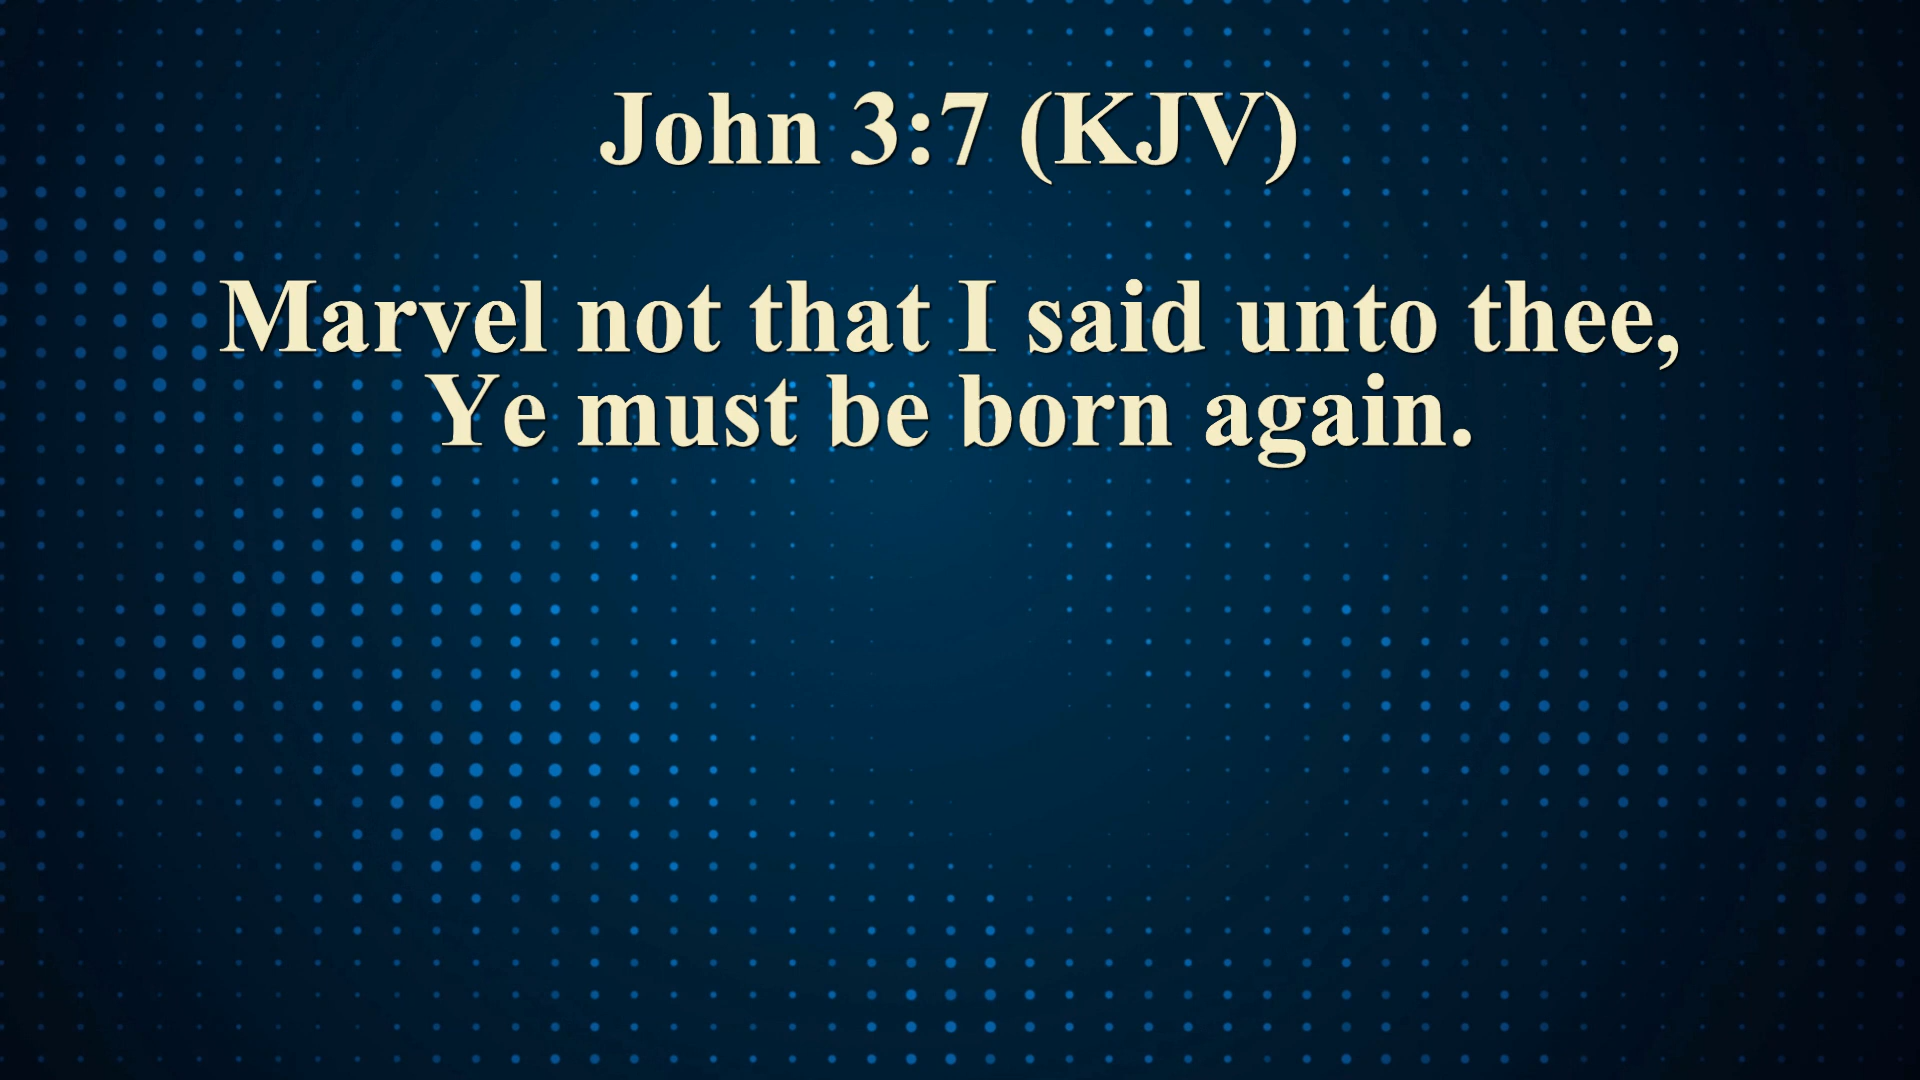 John 3:7 (KJV)
Marvel not that I said unto thee,
Ye must be born again.